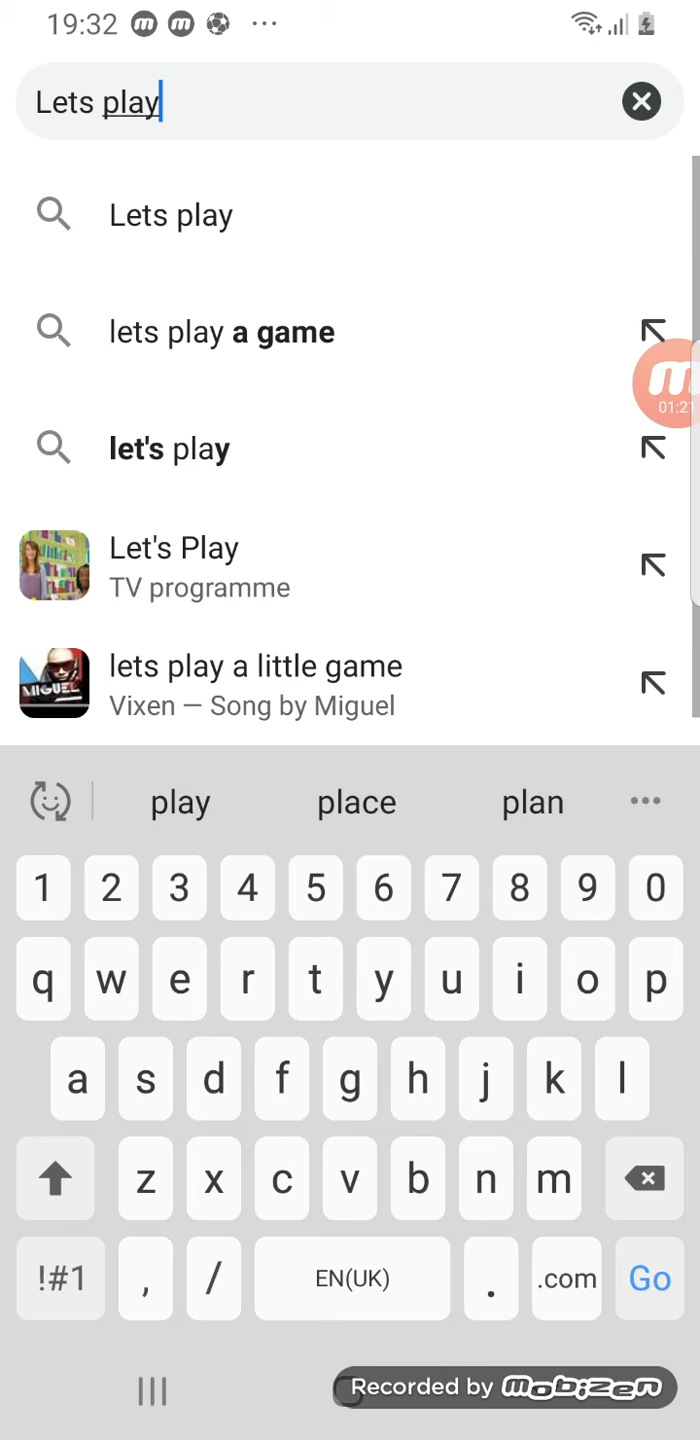 19:32
Lets play
Lets play
lets play a game
01:21
let's play
Let's Play
TV programme
lets play a little game
MIGUEL
Vixen — Song by Miguel
play place plan
1 2 3 4 5 6 7 8 9 0
q w e r t y u i o p
a s d f g h j k l
z x c v b n m
!#1 , / EN(UK) . .com Go
Recorded by mobizen